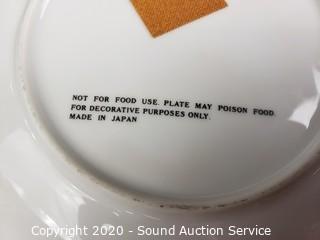 NOT FOR FOOD USE. PLATE MAY POISON FOOD.
FOR DECORATIVE PURPOSES ONLY.
MADE IN JAPAN
Copyright 2020 - Sound Auction Service